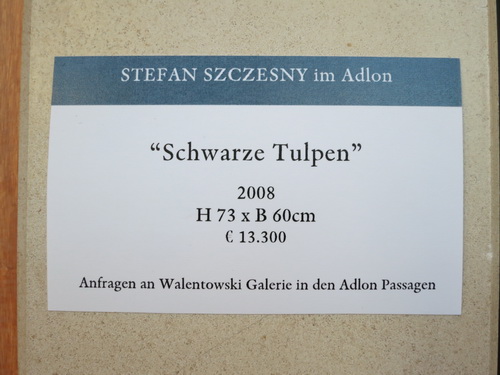 STEFAN SZCZESNY im Adlon
“Schwarze Tulpen”
2008
H 73 x B 60cm
€ 13.300
Anfragen an Walentowski Galerie in den Adlon Passagen